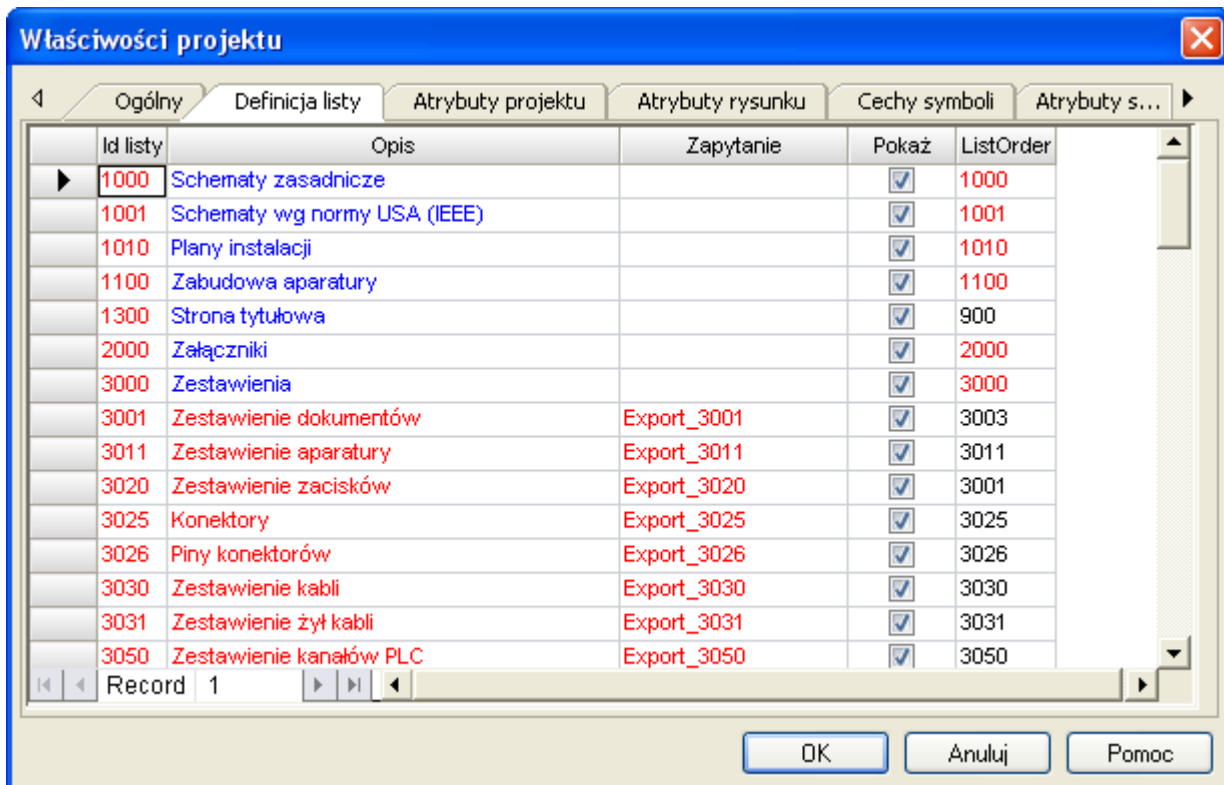 Właściwości projektu
Ogólny Definicja listy Atrybuty projektu Atrybuty rysunku Cechy symboli Atrybuty s...
Id listy Opis Zapytanie Pokaż ListOrder
1000 Schematy zasadnicze 1000
1001 Schematy wg normy USA (IEEE) 1001
1010 Plany instalacji 1010
1100 Zabudowa aparatury 1100
1300 Strona tytułowa 900
2000 Załączniki 2000
3000 Zestawienia 3000
3001 Zestawienie dokumentów Export_3001 3003
3011 Zestawienie aparatury Export_3011 3011
3020 Zestawienie zacisków Export_3020 3001
3025 Konektory Export_3025 3025
3026 Piny konektorów Export_3026 3026
3030 Zestawienie kabli Export_3030 3030
3031 Zestawienie żył kabli Export_3031 3031
3050 Zestawienie kanałów PLC Export_3050 3050
Record 1
OK Anuluj Pomoc